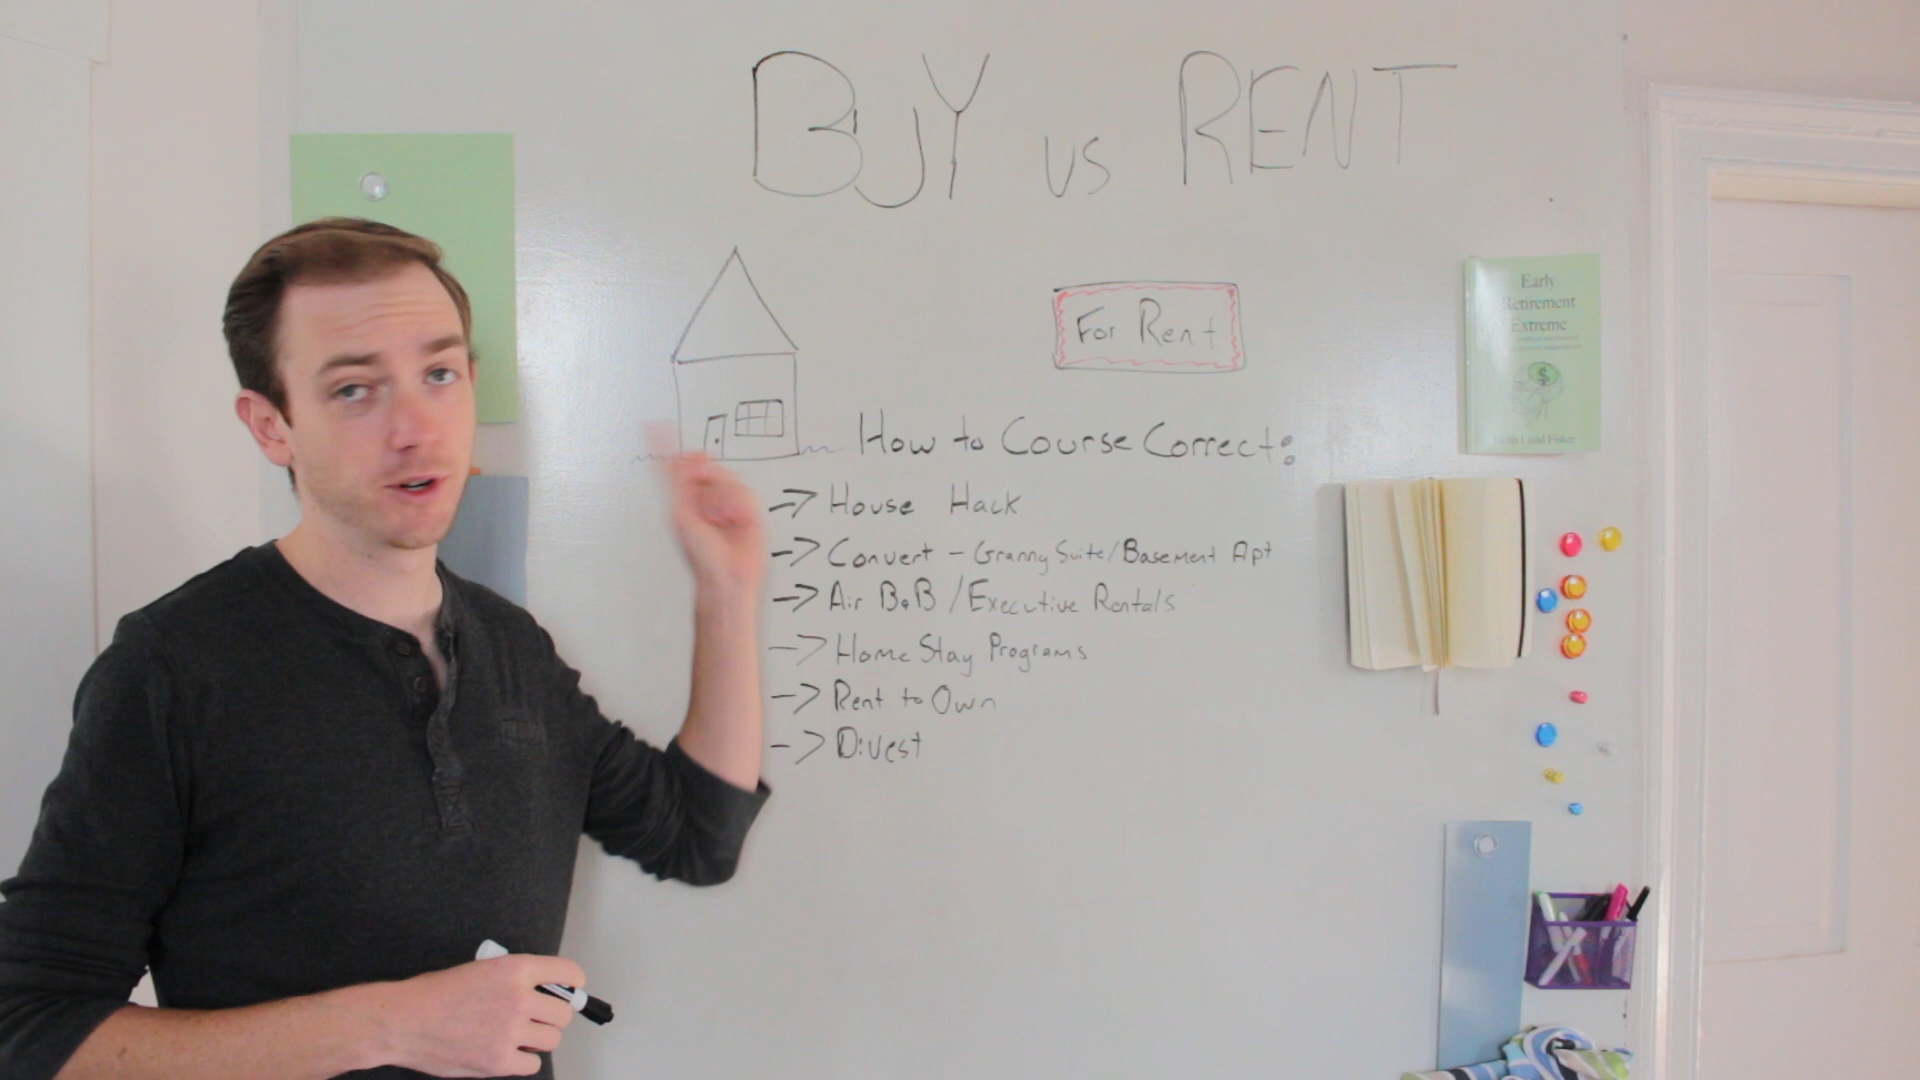 BUY vs RENT
For Rent
Early
Retirement
Extreme
How to Course Correct:
-> House Hack
-> Convert - Granny Suite/Basement Apt
-> Air B&B /Executive Rentals
-> Home Stay Programs
-> Rent to Own
-> Divest